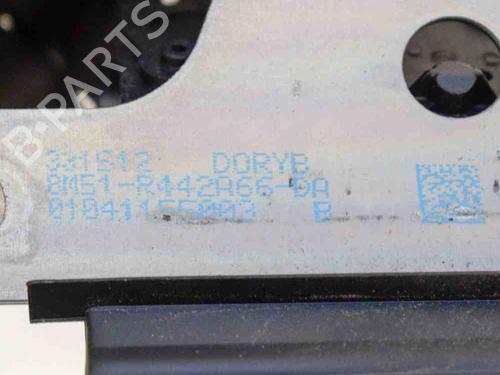 B-PARTS
331512 DORYB
8M51-R442A66-DA
01041155003 B